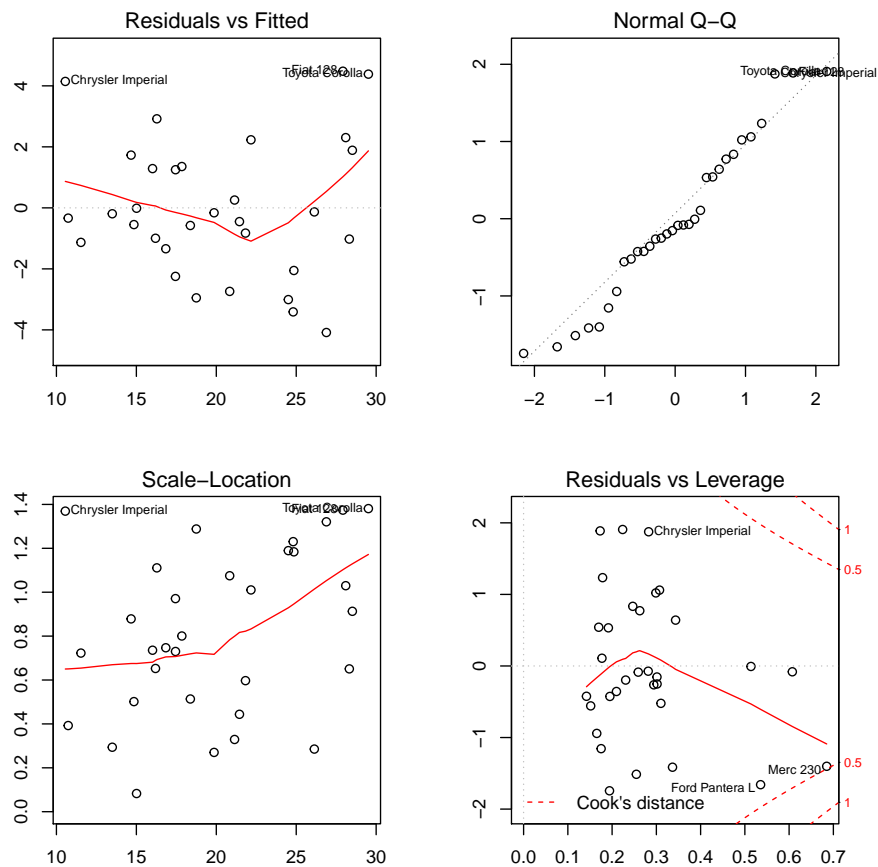 Residuals vs Fitted
4
2
0
−2
−4
Fiat 128
Toyota Corolla
Chrysler Imperial
10 15 20 25 30
Normal Q−Q
2
1
0
−1
Toyota Corolla
Fiat 128
Chrysler Imperial
−2 −1 0 1 2
Scale−Location
1.4
1.2
1.0
0.8
0.6
0.4
0.2
0.0
Chrysler Imperial
Toyota Corolla
Fiat 128
10 15 20 25 30
Residuals vs Leverage
2
1
0
−1
−2
Chrysler Imperial
1
0.5
0.5
1
Merc 230
Ford Pantera L
Cook's distance
0.0 0.1 0.2 0.3 0.4 0.5 0.6 0.7